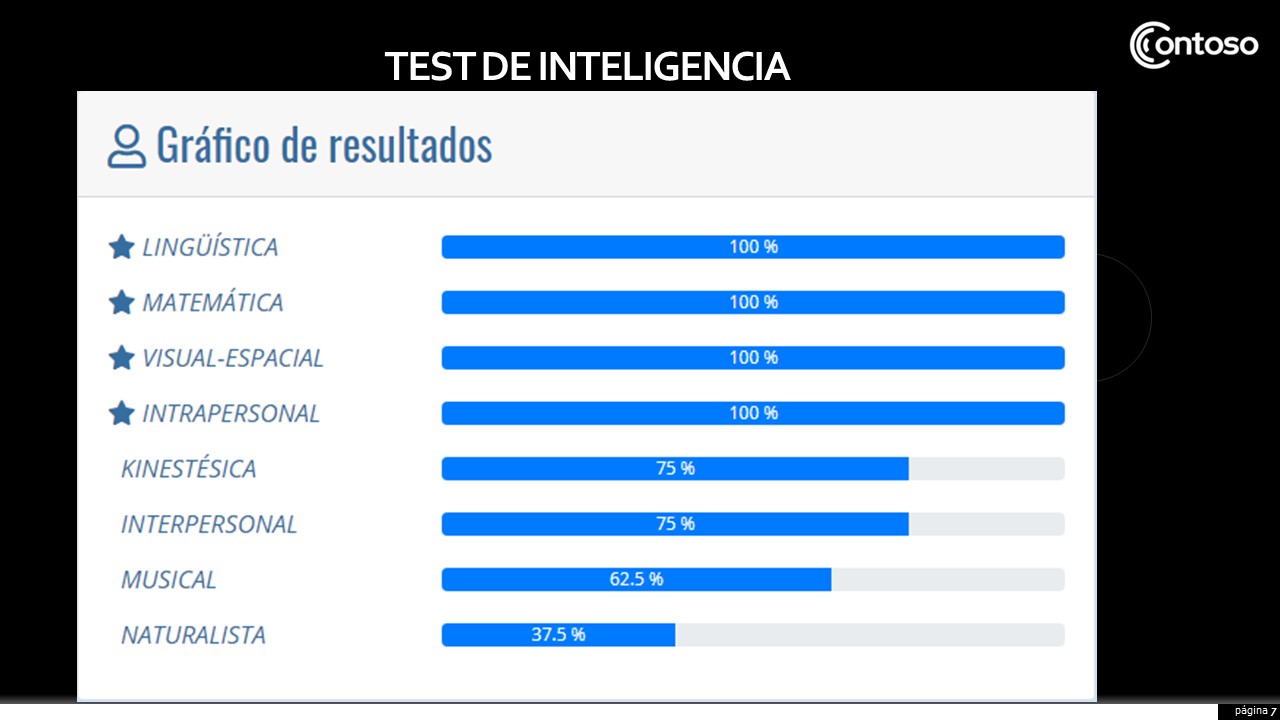 Contoso
TEST DE INTELIGENCIA
Gráfico de resultados
LINGÜÍSTICA 100 %
MATEMÁTICA 100 %
VISUAL-ESPACIAL 100 %
INTRAPERSONAL 100 %
KINESTÉSICA 75 %
INTERPERSONAL 75 %
MUSICAL 62.5 %
NATURALISTA 37.5 %
página 7